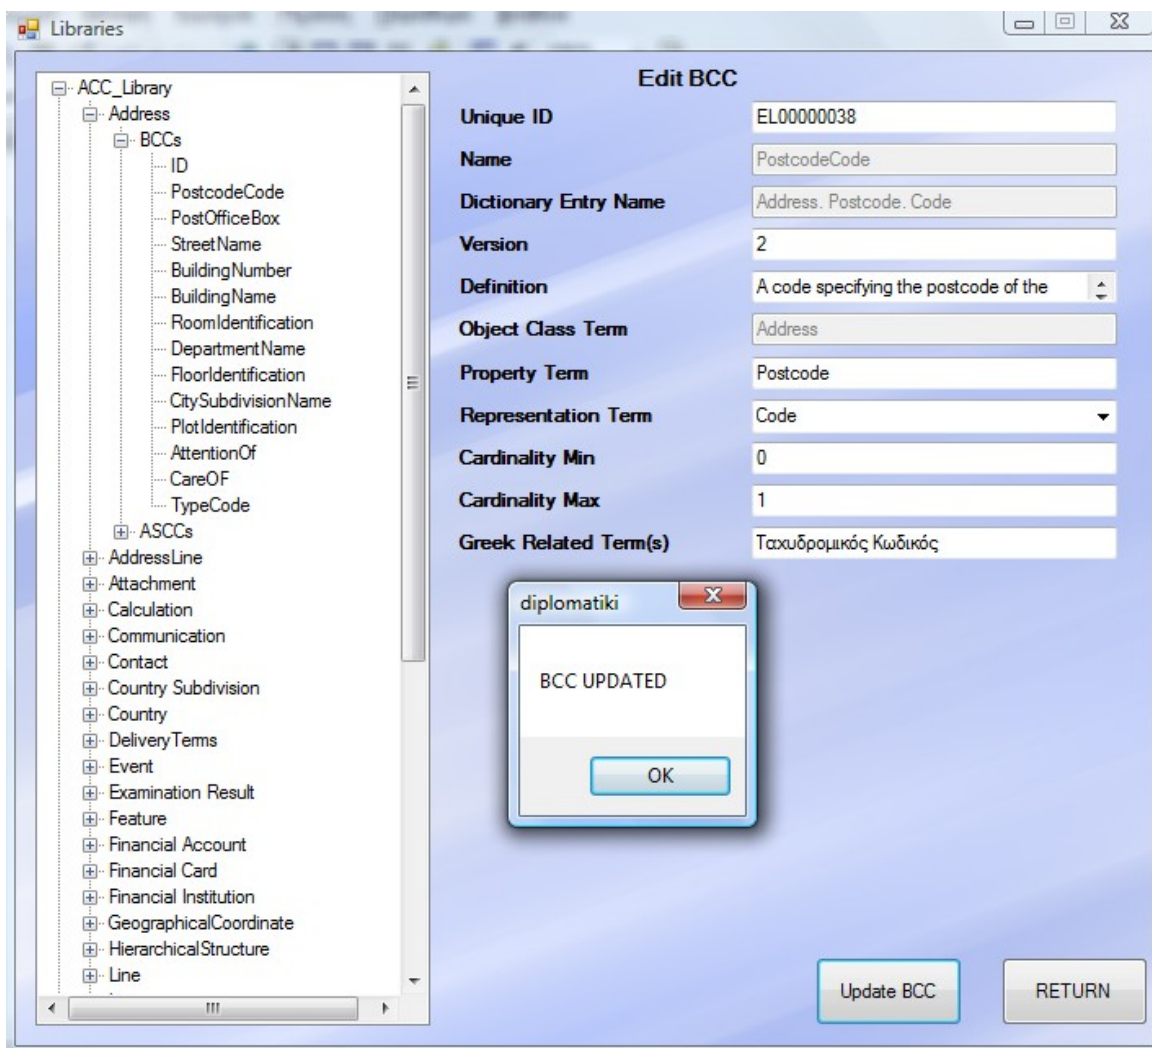 Libraries
ACC_Library
Address
BCCs
ID
PostcodeCode
PostOfficeBox
StreetName
BuildingNumber
BuildingName
RoomIdentification
DepartmentName
FloorIdentification
CitySubdivisionName
PlotIdentification
AttentionOf
CareOF
TypeCode
ASCCs
AddressLine
Attachment
Calculation
Communication
Contact
Country Subdivision
Country
DeliveryTerms
Event
Examination Result
Feature
Financial Account
Financial Card
Financial Institution
GeographicalCoordinate
HierarchicalStructure
Line
Edit BCC
Unique ID EL00000038
Name PostcodeCode
Dictionary Entry Name Address. Postcode. Code
Version 2
Definition A code specifying the postcode of the
Object Class Term Address
Property Term Postcode
Representation Term Code
Cardinality Min 0
Cardinality Max 1
Greek Related Term(s) Ταχυδρομικός Κωδικός
diplomatiki
BCC UPDATED
OK
Update BCC RETURN